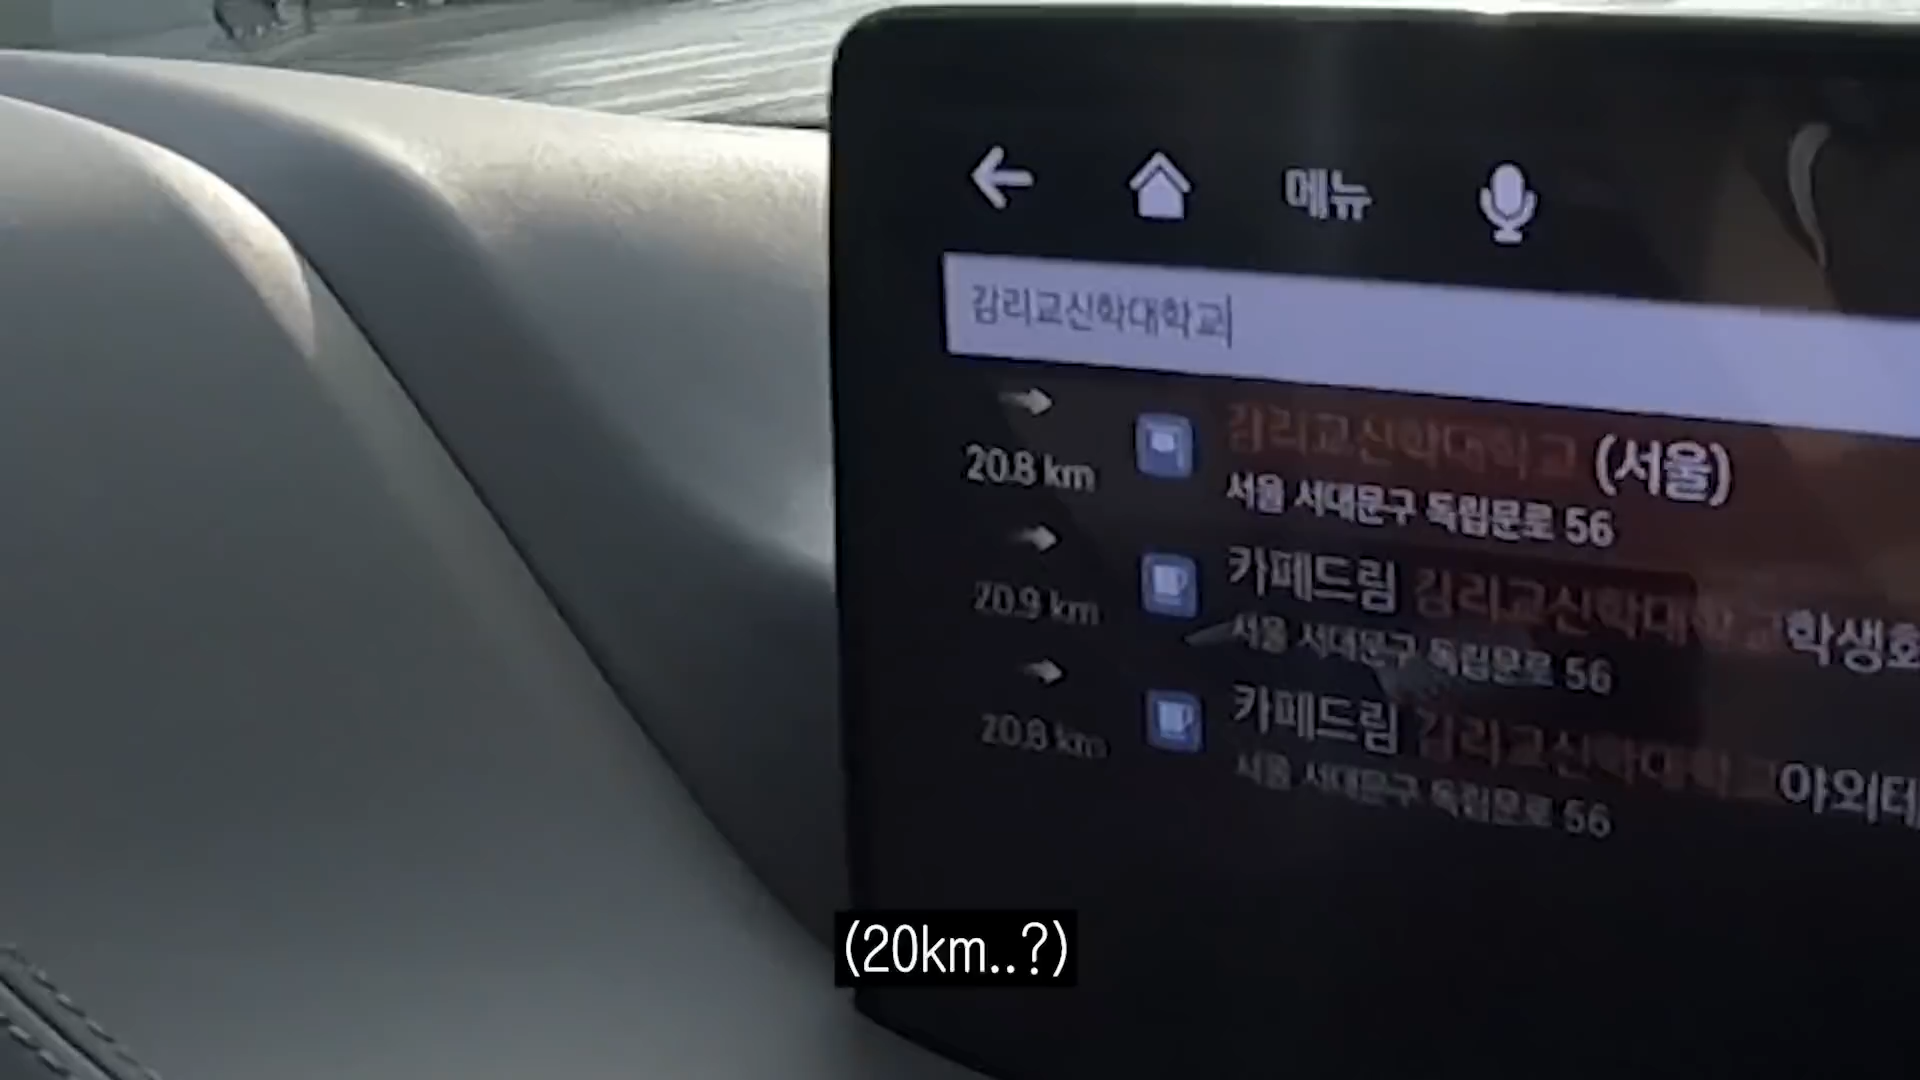 메뉴
감리교신학대학교
감리교신학대학교 (서울)
20.8 km
서울 서대문구 독립문로 56
카페드림 감리교신학대학교학생회
20.9 km
서울 서대문구 독립문로 56
카페드림 감리교신학대학교야외테
20.8 km
서울 서대문구 독립문로 56
(20km..?)